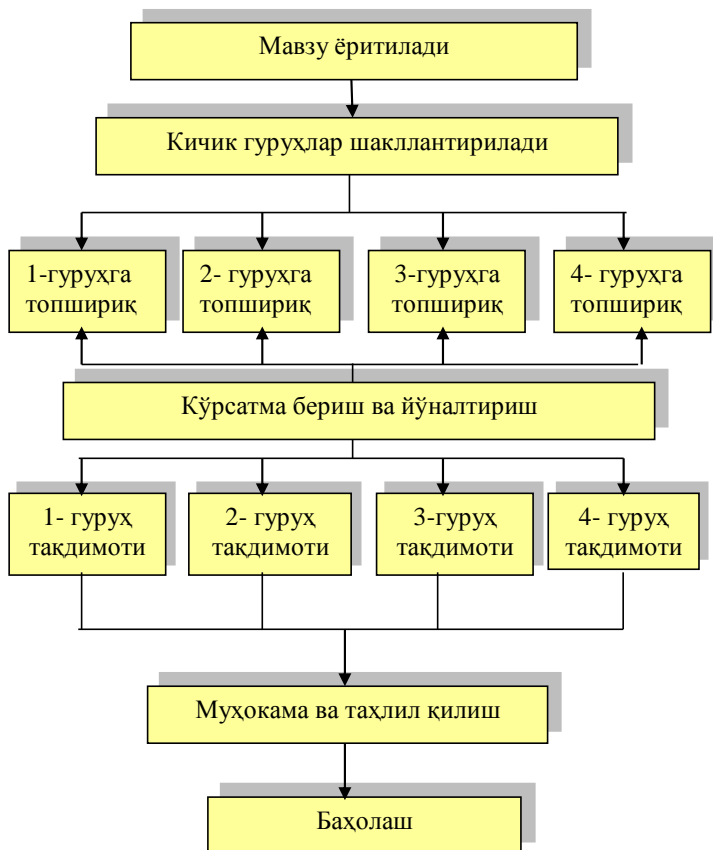 Мавзу ёритилади
Кичик гуруҳлар шакллантирилади
1-гуруҳга
топшириқ
2- гуруҳга
топшириқ
3-гуруҳга
топшириқ
4- гуруҳга
топшириқ
Кўрсатма бериш ва йўналтириш
1- гуруҳ
тақдимоти
2- гуруҳ
тақдимоти
3-гуруҳ
тақдимоти
4- гуруҳ
тақдимоти
Муҳокама ва таҳлил қилиш
Баҳолаш